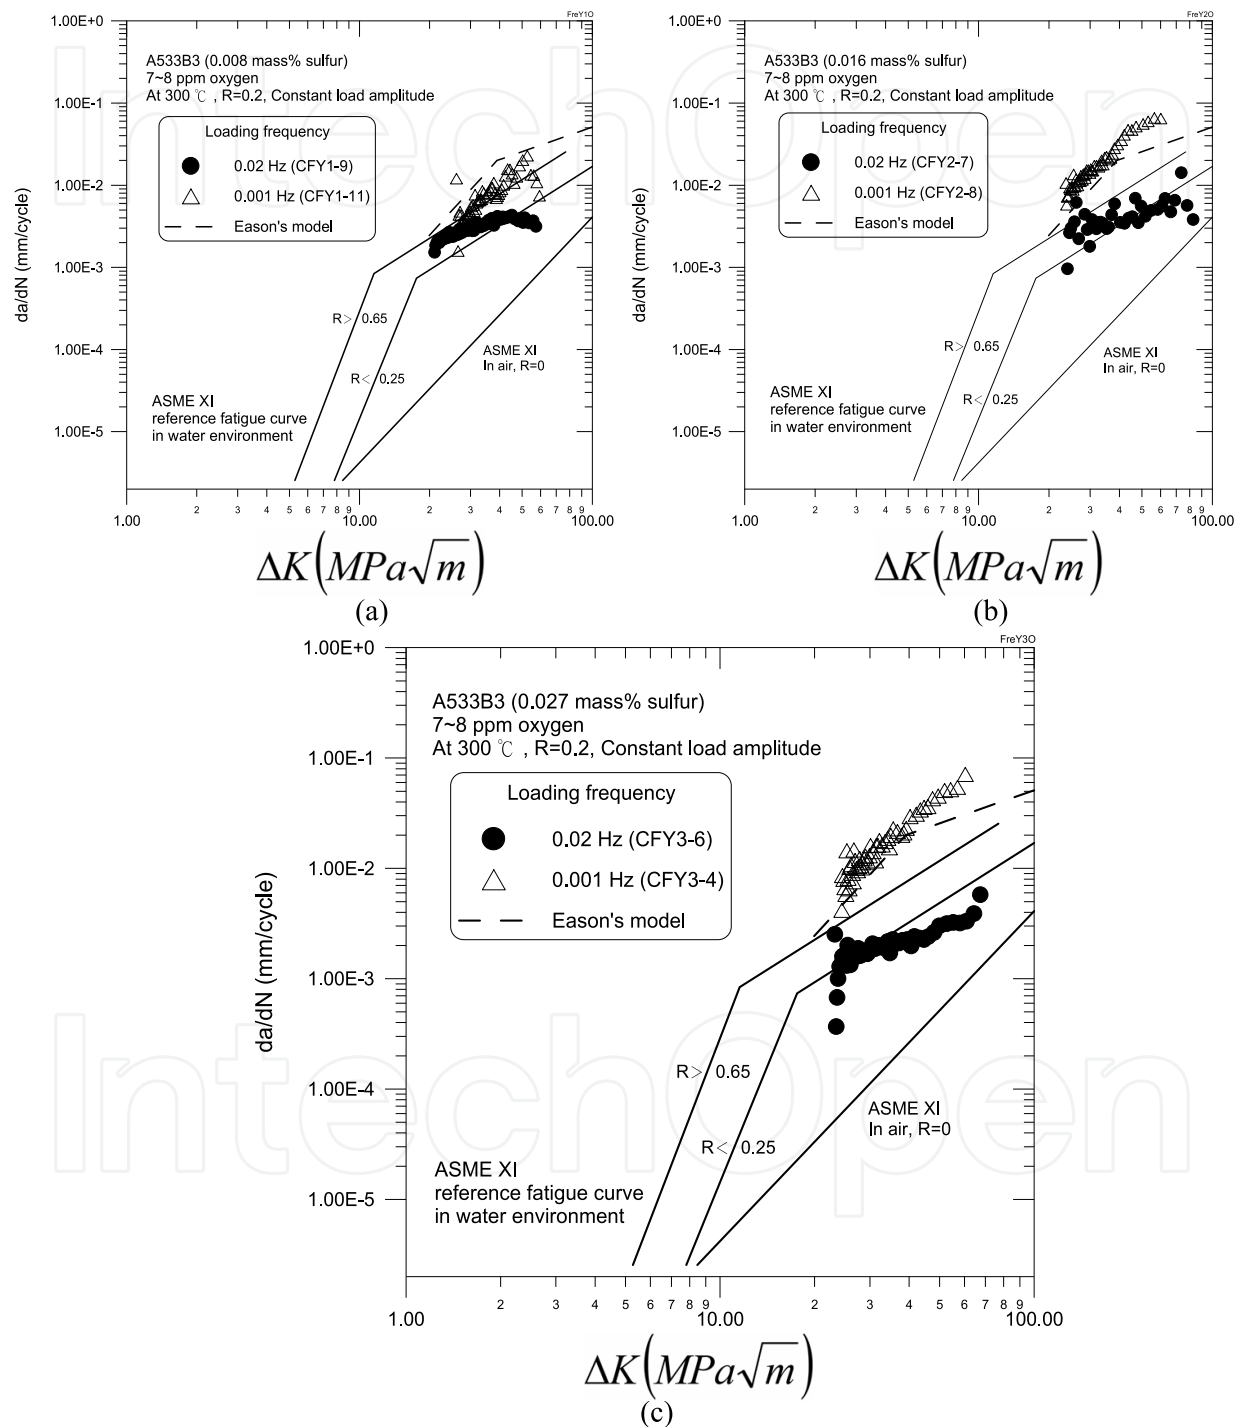 FreY1O
1.00E+0
1.00E-1
1.00E-2
1.00E-3
1.00E-4
1.00E-5
da/dN (mm/cycle)
A533B3 (0.008 mass% sulfur)
7~8 ppm oxygen
At 300 ℃ , R=0.2, Constant load amplitude
Loading frequency
0.02 Hz (CFY1-9)
0.001 Hz (CFY1-11)
Eason's model
R> 0.65
R< 0.25
ASME XI
In air, R=0
ASME XI
reference fatigue curve
in water environment
2 3 4 5 6 7 8 9 2 3 4 5 6 7 8 9
1.00 10.00 100.00
ΔK(MPa√m)
(a)
FreY2O
1.00E+0
1.00E-1
1.00E-2
1.00E-3
1.00E-4
1.00E-5
da/dN (mm/cycle)
A533B3 (0.016 mass% sulfur)
7~8 ppm oxygen
At 300 ℃ , R=0.2, Constant load amplitude
Loading frequency
0.02 Hz (CFY2-7)
0.001 Hz (CFY2-8)
Eason's model
R> 0.65
R< 0.25
ASME XI
In air, R=0
ASME XI
reference fatigue curve
in water environment
2 3 4 5 6 7 8 9 2 3 4 5 6 7 8 9
1.00 10.00 100.00
ΔK(MPa√m)
(b)
FreY3O
1.00E+0
1.00E-1
1.00E-2
1.00E-3
1.00E-4
1.00E-5
da/dN (mm/cycle)
A533B3 (0.027 mass% sulfur)
7~8 ppm oxygen
At 300 ℃ , R=0.2, Constant load amplitude
Loading frequency
0.02 Hz (CFY3-6)
0.001 Hz (CFY3-4)
Eason's model
R> 0.65
R< 0.25
ASME XI
In air, R=0
ASME XI
reference fatigue curve
in water environment
2 3 4 5 6 7 8 9 2 3 4 5 6 7 8 9
1.00 10.00 100.00
ΔK(MPa√m)
(c)
IntechOpen
IntechOpen